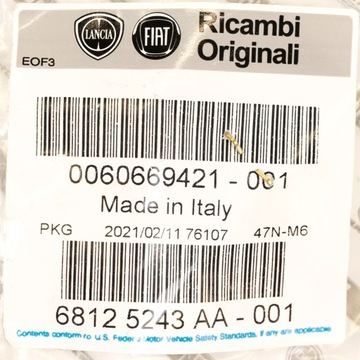 LANCIA FIAT Ricambi
Originali
EOF3
0060669421 - 001
Made in Italy
PKG 2021/02/11 76107 47N-M6
6812 5243 AA - 001
Contents conform to U.S. Federal Motor Vehicle Safety Standards, if any are applicable